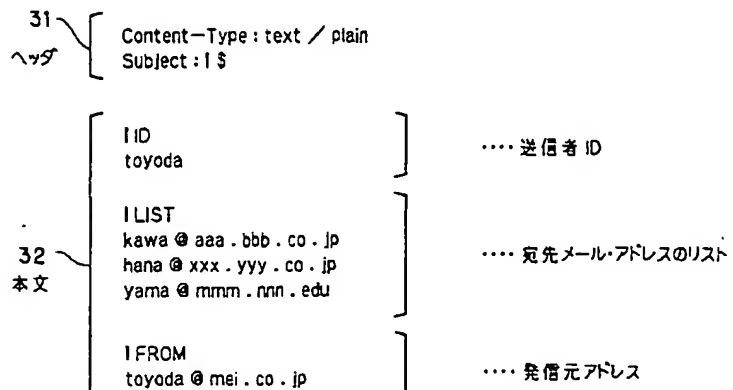 31
ヘッダ
Content-Type : text / plain
Subject : ! $
! ID
toyoda
・・・・ 送信者 ID
! LIST
kawa @ aaa . bbb . co . jp
hana @ xxx . yyy . co . jp
yama @ mmm . nnn . edu
・・・・ 宛先メール・アドレスのリスト
32
本文
! FROM
toyoda @ mei . co . jp
・・・・ 発信元アドレス